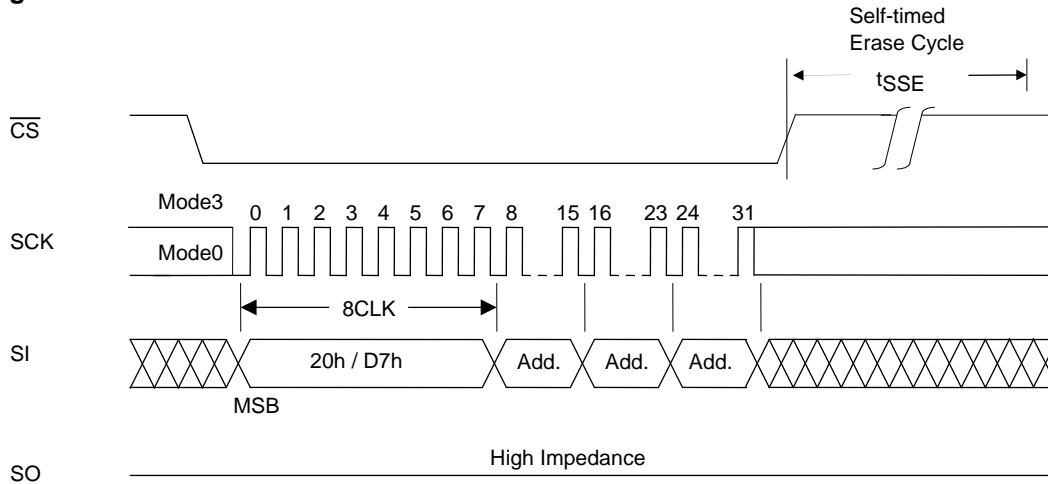 g
Self-timed
Erase Cycle
tSSE
CS
Mode3
0 1 2 3 4 5 6 7 8 15 16 23 24 31
SCK
Mode0
8CLK
SI
20h / D7h Add. Add. Add.
MSB
High Impedance
SO